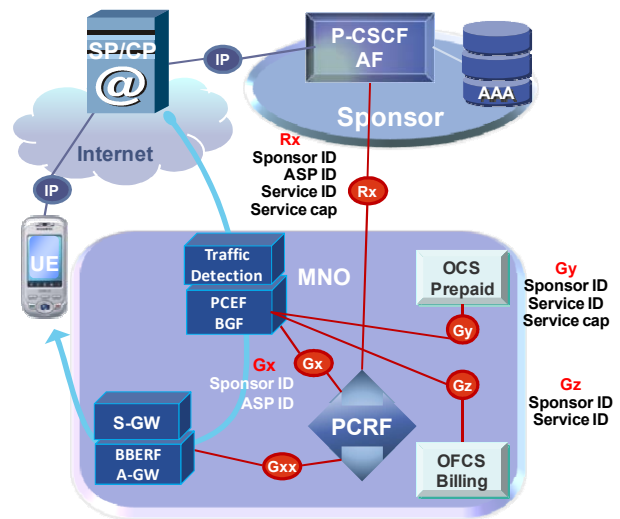 SP/CP
@
IP
P-CSCF
AF
AAA
Sponsor
Internet
Rx
Sponsor ID
ASP ID
Service ID
Service cap
IP
Rx
UE
Traffic
Detection
MNO
PCEF
BGF
OCS
Prepaid
Gy
Sponsor ID
Service ID
Service cap
Gy
Gx
Sponsor ID
ASP ID
Gx
Gz
Gz
Sponsor ID
Service ID
S-GW
BBERF
A-GW
Gxx
PCRF
OFCS
Billing